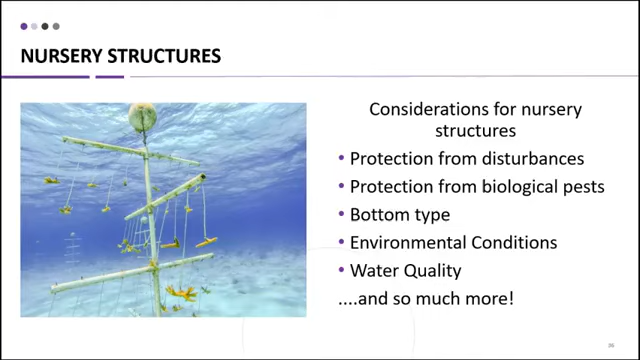 NURSERY STRUCTURES
Considerations for nursery
structures
• Protection from disturbances
• Protection from biological pests
• Bottom type
• Environmental Conditions
• Water Quality
....and so much more!
36